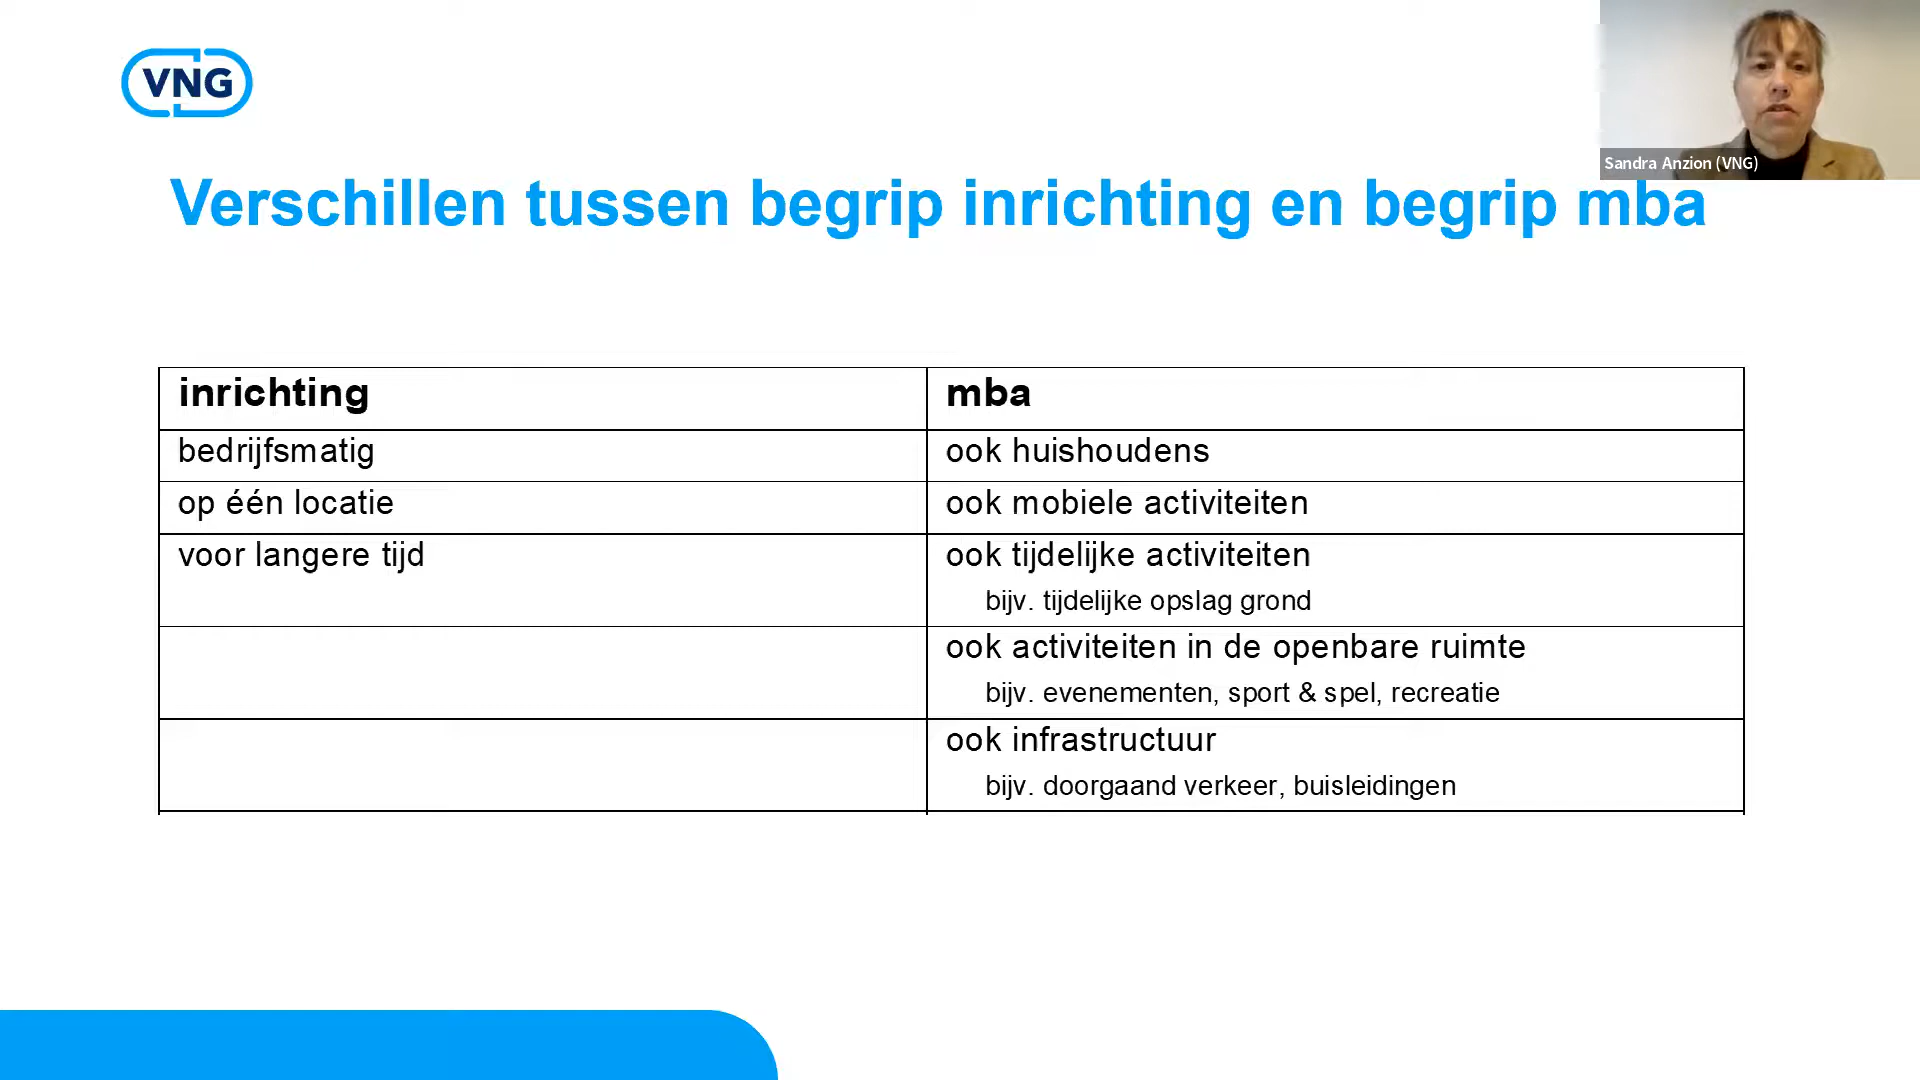 VNG
Sandra Anzion (VNG)
Verschillen tussen begrip inrichting en begrip mba
inrichting
mba
bedrijfsmatig
ook huishoudens
op één locatie
ook mobiele activiteiten
voor langere tijd
ook tijdelijke activiteiten
bijv. tijdelijke opslag grond
ook activiteiten in de openbare ruimte
bijv. evenementen, sport & spel, recreatie
ook infrastructuur
bijv. doorgaand verkeer, buisleidingen